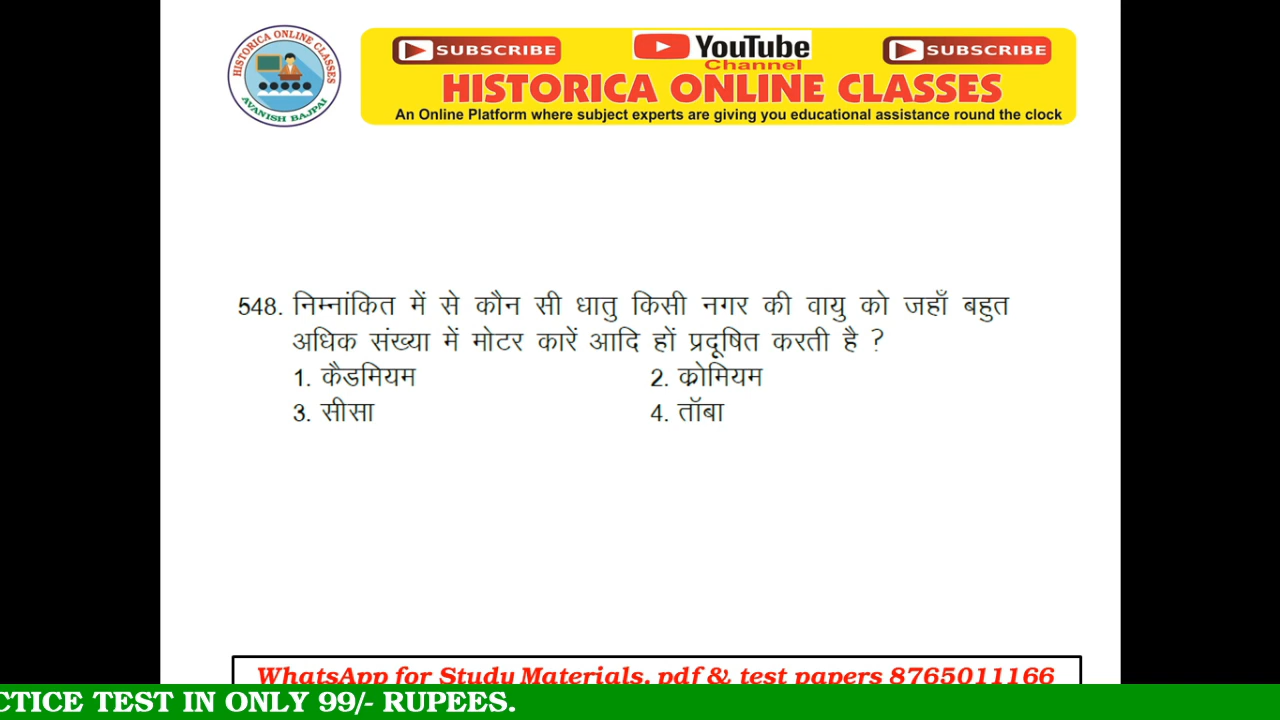 HISTORICA ONLINE CLASSES
AVANISH BAJPAI
SUBSCRIBE
YouTube
SUBSCRIBE
Channel
HISTORICA ONLINE CLASSES
An Online Platform where subject experts are giving you educational assistance round the clock
548. निम्नांकित में से कौन सी धातु किसी नगर की वायु को जहाँ बहुत
अधिक संख्या में मोटर कारें आदि हों प्रदूषित करती है ?
1. कैडमियम 2. क्रोमियम
3. सीसा 4. ताँबा
WhatsApp for Study Materials, pdf & test papers 8765011166
CTICE TEST IN ONLY 99/- RUPEES.